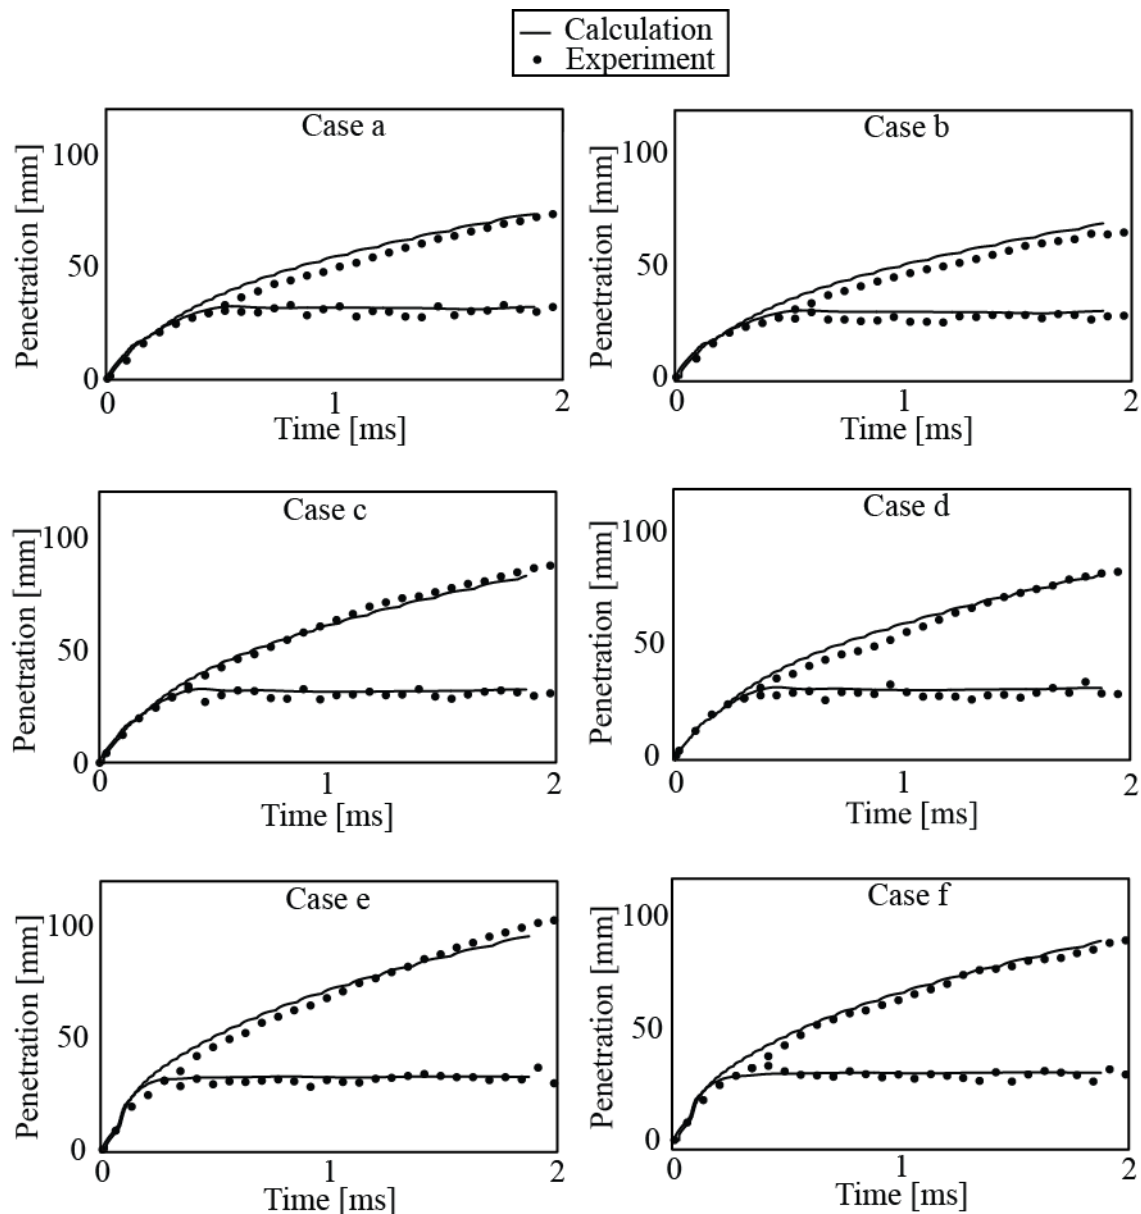 Calculation
Experiment
Case a
Penetration [mm]
100
50
0
0 1 2
Time [ms]
Case b
Penetration [mm]
100
50
0
0 1 2
Time [ms]
Case c
Penetration [mm]
100
50
0
0 1 2
Time [ms]
Case d
Penetration [mm]
100
50
0
0 1 2
Time [ms]
Case e
Penetration [mm]
100
50
0
0 1 2
Time [ms]
Case f
Penetration [mm]
100
50
0
0 1 2
Time [ms]